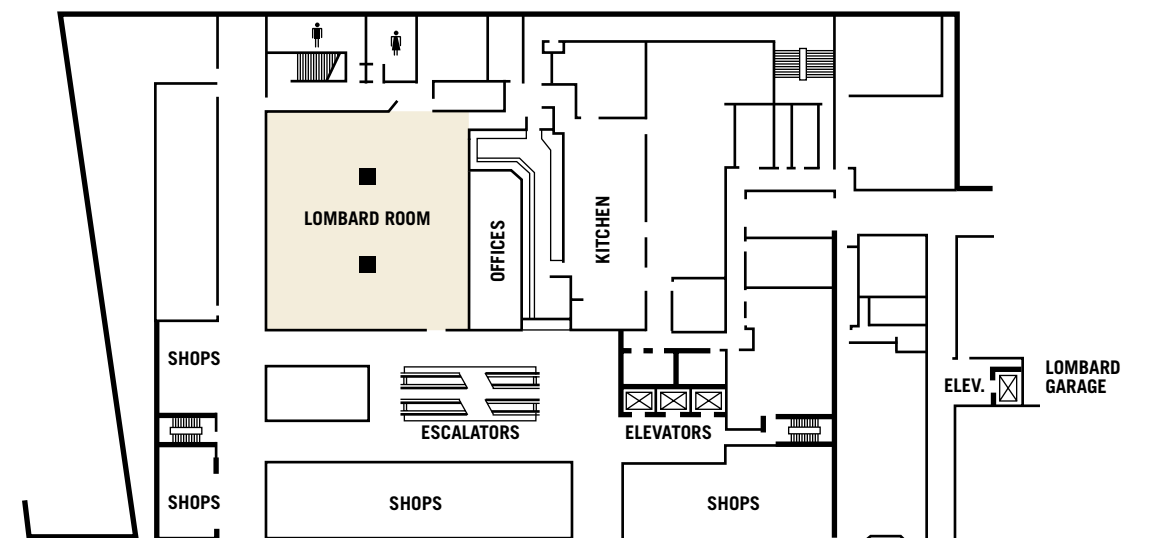 LOMBARD ROOM
OFFICES
KITCHEN
SHOPS
ESCALATORS
ELEVATORS
ELEV.
LOMBARD
GARAGE
SHOPS
SHOPS
SHOPS